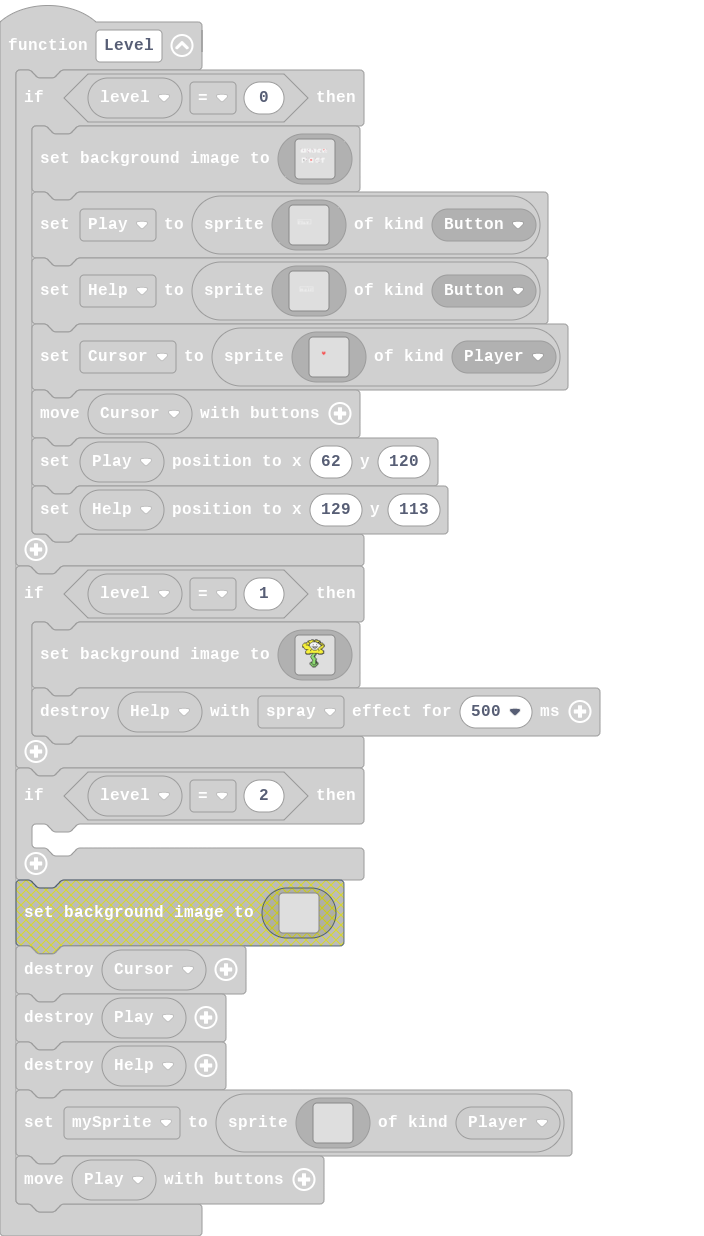 function Level
if level = 0 then
set background image to
set Play to sprite of kind Button
set Help to sprite of kind Button
set Cursor to sprite of kind Player
move Cursor with buttons
set Play position to x 62 y 120
set Help position to x 129 y 113
if level = 1 then
set background image to
destroy Help with spray effect for 500 ms
if level = 2 then
set background image to
destroy Cursor
destroy Play
destroy Help
set mySprite to sprite of kind Player
move Play with buttons